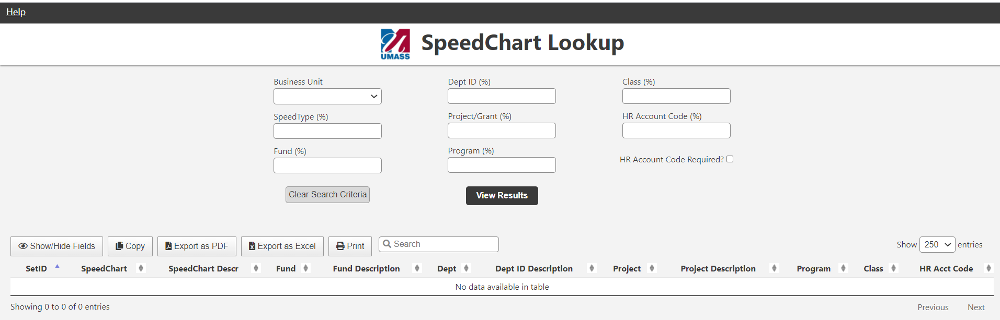 Help
UMASS
SpeedChart Lookup
Business Unit
Dept ID (%)
Class (%)
SpeedType (%)
Project/Grant (%)
HR Account Code (%)
Fund (%)
Program (%)
HR Account Code Required?
Clear Search Criteria
View Results
Show/Hide Fields
Copy
Export as PDF
Export as Excel
Print
Search
Show 250 entries
SetID SpeedChart SpeedChart Descr Fund Fund Description Dept Dept ID Description Project Project Description Program Class HR Acct Code
No data available in table
Showing 0 to 0 of 0 entries
Previous Next